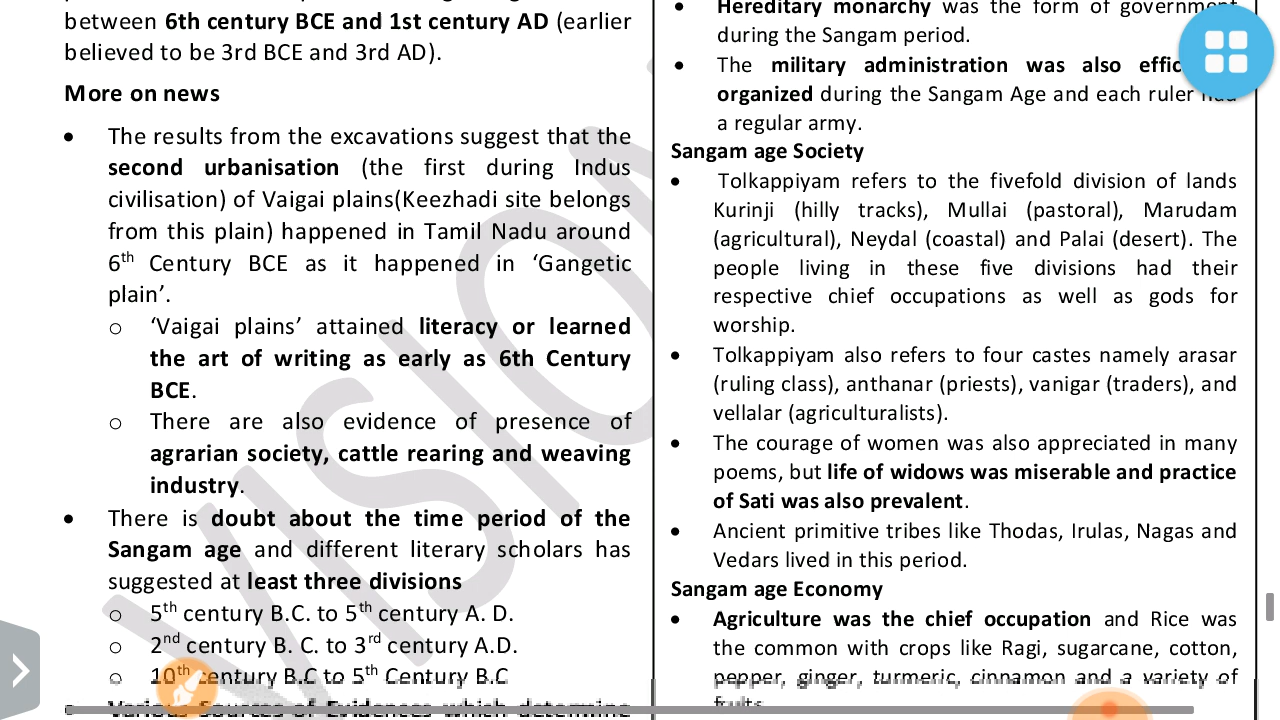 between 6th century BCE and 1st century AD (earlier
believed to be 3rd BCE and 3rd AD).
More on news
• The results from the excavations suggest that the
second urbanisation (the first during Indus
civilisation) of Vaigai plains(Keezhadi site belongs
from this plain) happened in Tamil Nadu around
6th Century BCE as it happened in ‘Gangetic
plain’.
o ‘Vaigai plains’ attained literacy or learned
the art of writing as early as 6th Century
BCE.
o There are also evidence of presence of
agrarian society, cattle rearing and weaving
industry.
• There is doubt about the time period of the
Sangam age and different literary scholars has
suggested at least three divisions
o 5th century B.C. to 5th century A. D.
o 2nd century B. C. to 3rd century A.D.
o 10th century B.C to 5th Century B.C
• Various Sources of Evidences which determine
• Hereditary monarchy was the form of government
during the Sangam period.
• The military administration was also
organized during the Sangam Age and each ruler had
a regular army.
Sangam age Society
• Tolkappiyam refers to the fivefold division of lands
Kurinji (hilly tracks), Mullai (pastoral), Marudam
(agricultural), Neydal (coastal) and Palai (desert). The
people living in these five divisions had their
respective chief occupations as well as gods for
worship.
• Tolkappiyam also refers to four castes namely arasar
(ruling class), anthanar (priests), vanigar (traders), and
vellalar (agriculturalists).
• The courage of women was also appreciated in many
poems, but life of widows was miserable and practice
of Sati was also prevalent.
• Ancient primitive tribes like Thodas, Irulas, Nagas and
Vedars lived in this period.
Sangam age Economy
• Agriculture was the chief occupation and Rice was
the common with crops like Ragi, sugarcane, cotton,
pepper, ginger, turmeric, cinnamon and a variety of
fruits.
VISION